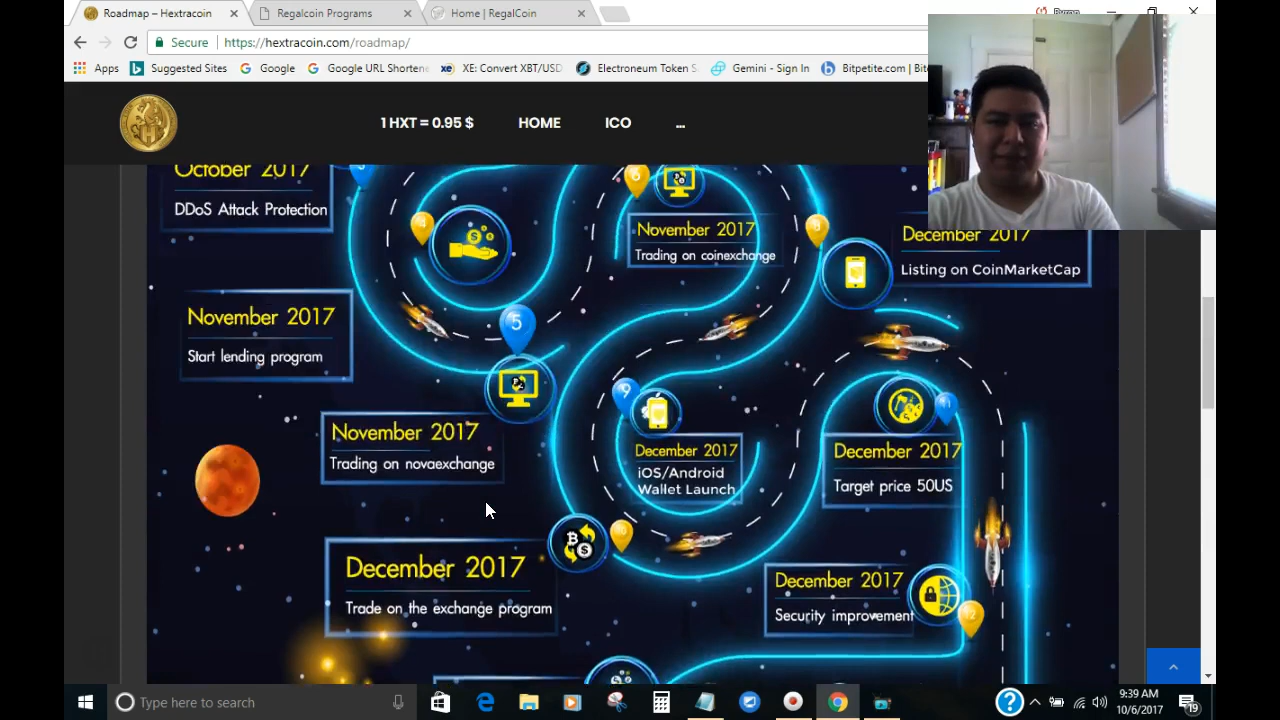 Roadmap – Hextracoin
Regalcoin Programs
Home | RegalCoin
Secure
https://hextracoin.com/roadmap/
Apps
Suggested Sites
Google
Google URL Shortene
XE: Convert XBT/USD
Electroneum Token S
Gemini - Sign In
Bitpetite.com | Bit
1 HXT = 0.95 $
HOME
ICO
...
October 2017
DDoS Attack Protection
4
6
November 2017
Trading on coinexchange
8
December 2017
Listing on CoinMarketCap
November 2017
Start lending program
5
November 2017
Trading on novaexchange
9
December 2017
iOS/Android
Wallet Launch
December 2017
Target price 50US
10
December 2017
Trade on the exchange program
December 2017
Security improvement
Type here to search
9:39 AM
10/6/2017
19